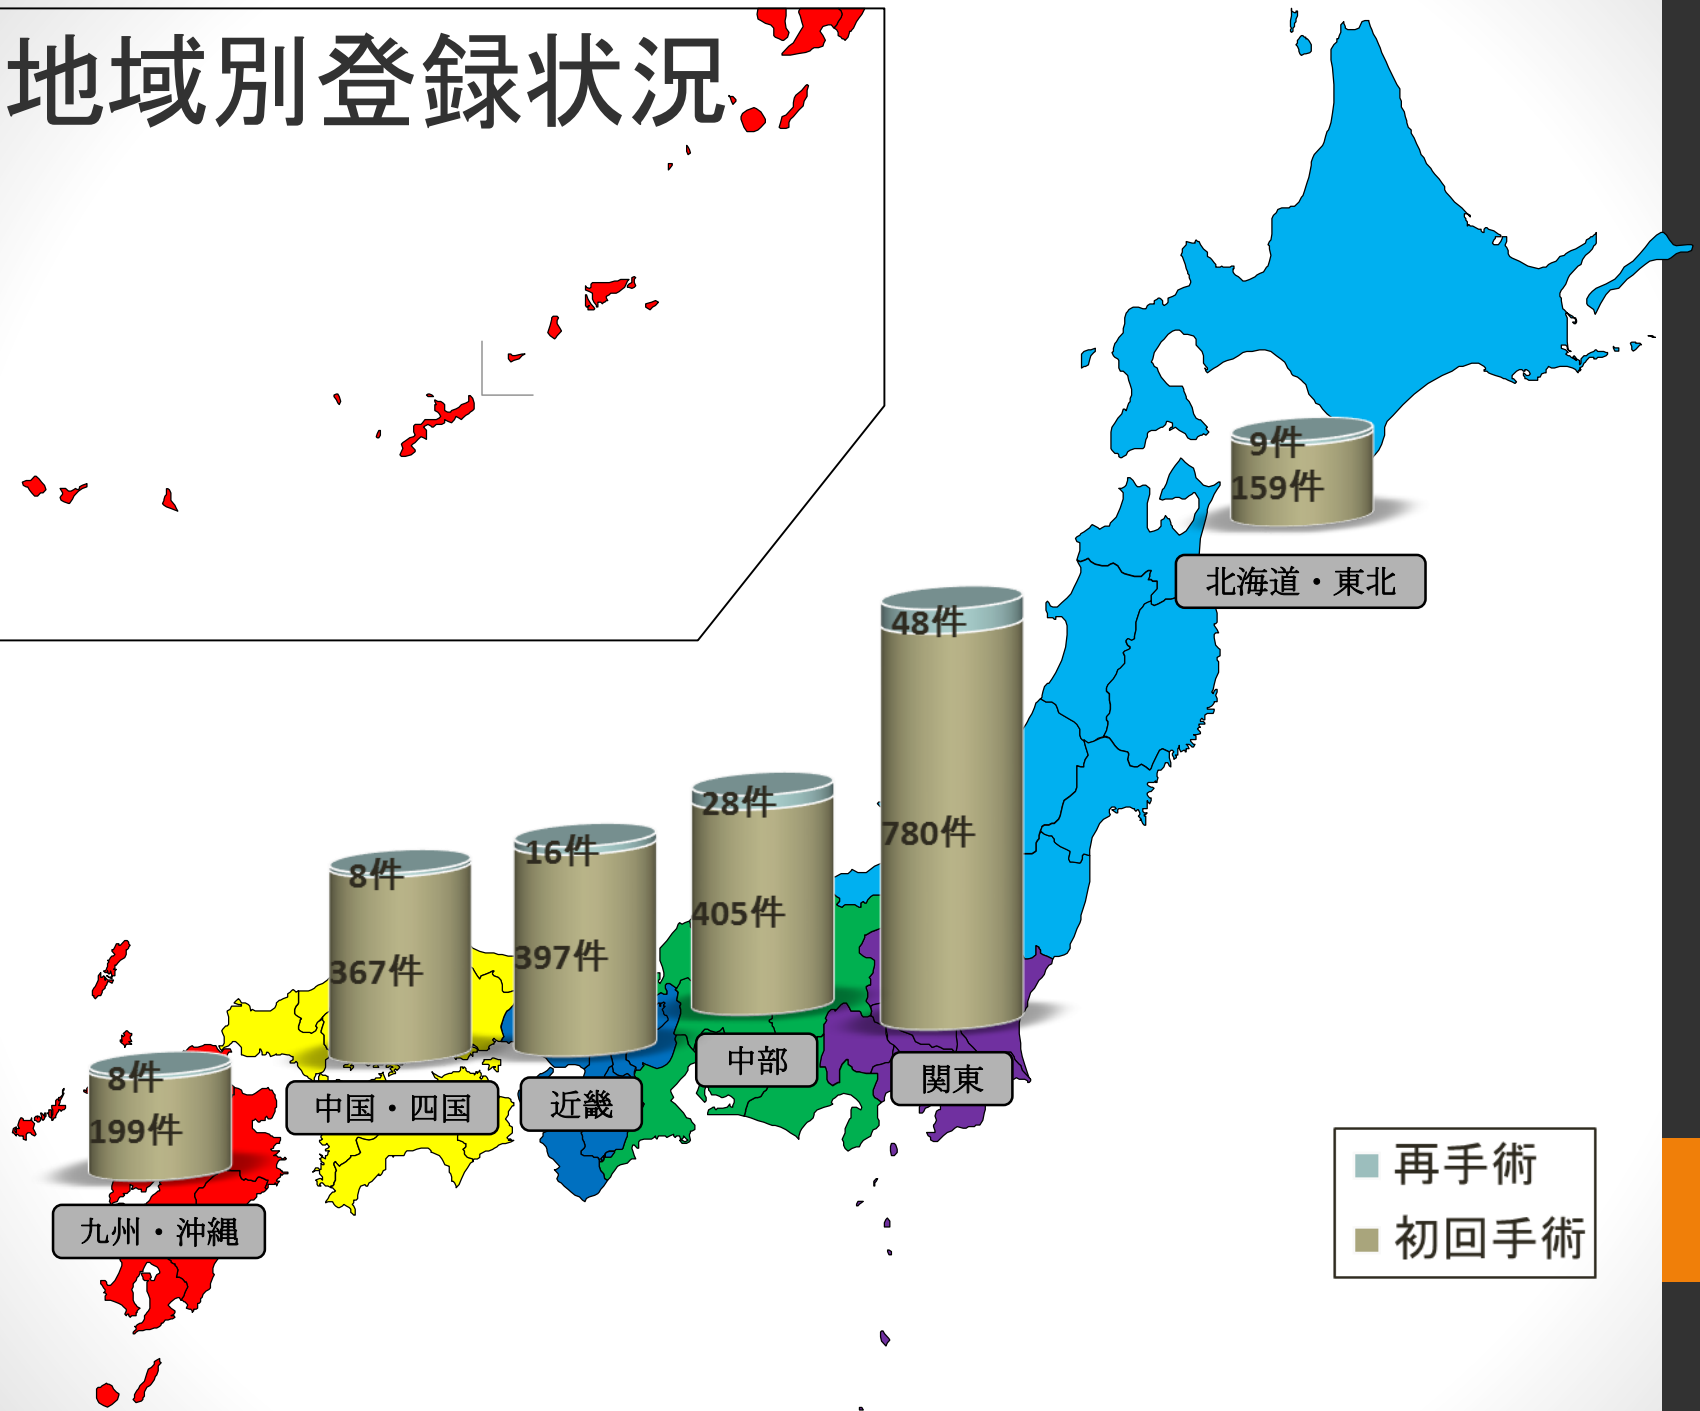 地域別登録状況
9件
159件
北海道・東北
48件
780件
関東
28件
405件
中部
16件
397件
近畿
8件
367件
中国・四国
8件
199件
九州・沖縄
再手術
初回手術